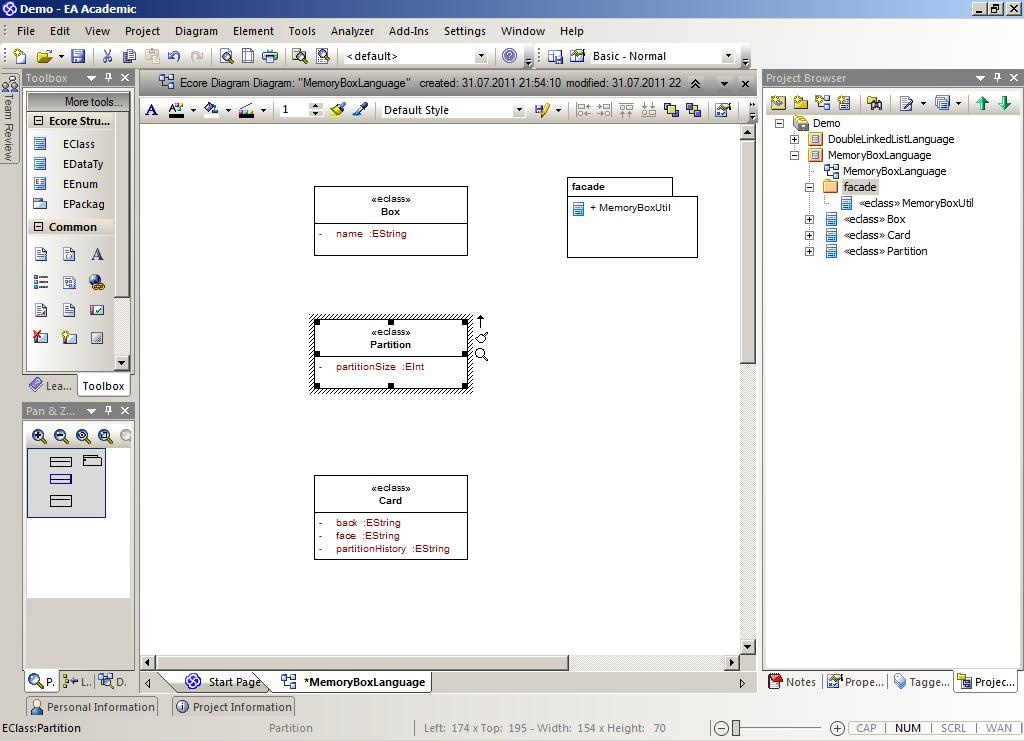 Demo - EA Academic
File Edit View Project Diagram Element Tools Analyzer Add-Ins Settings Window Help
<default> Basic - Normal
Team Review
Toolbox
More tools...
Ecore Stru...
EClass
EDataTy
EEnum
EPackag
Common
Lea... Toolbox
Pan & Z...
P. L.. D.
Ecore Diagram Diagram: "MemoryBoxLanguage" created: 31.07.2011 21:54:10 modified: 31.07.2011 22
A A 1 Default Style
«eclass»
Box
- name :EString
facade
+ MemoryBoxUtil
«eclass»
Partition
- partitionSize :EInt
«eclass»
Card
- back :EString
- face :EString
- partitionHistory :EString
Start Page *MemoryBoxLanguage
Project Browser
Demo
DoubleLinkedListLanguage
MemoryBoxLanguage
MemoryBoxLanguage
facade
«eclass» MemoryBoxUtil
«eclass» Box
«eclass» Card
«eclass» Partition
Notes Prope... Tagge... Projec...
Personal Information Project Information
EClass:Partition Partition Left: 174 x Top: 195 - Width: 154 x Height: 70 CAP NUM SCRL WAN